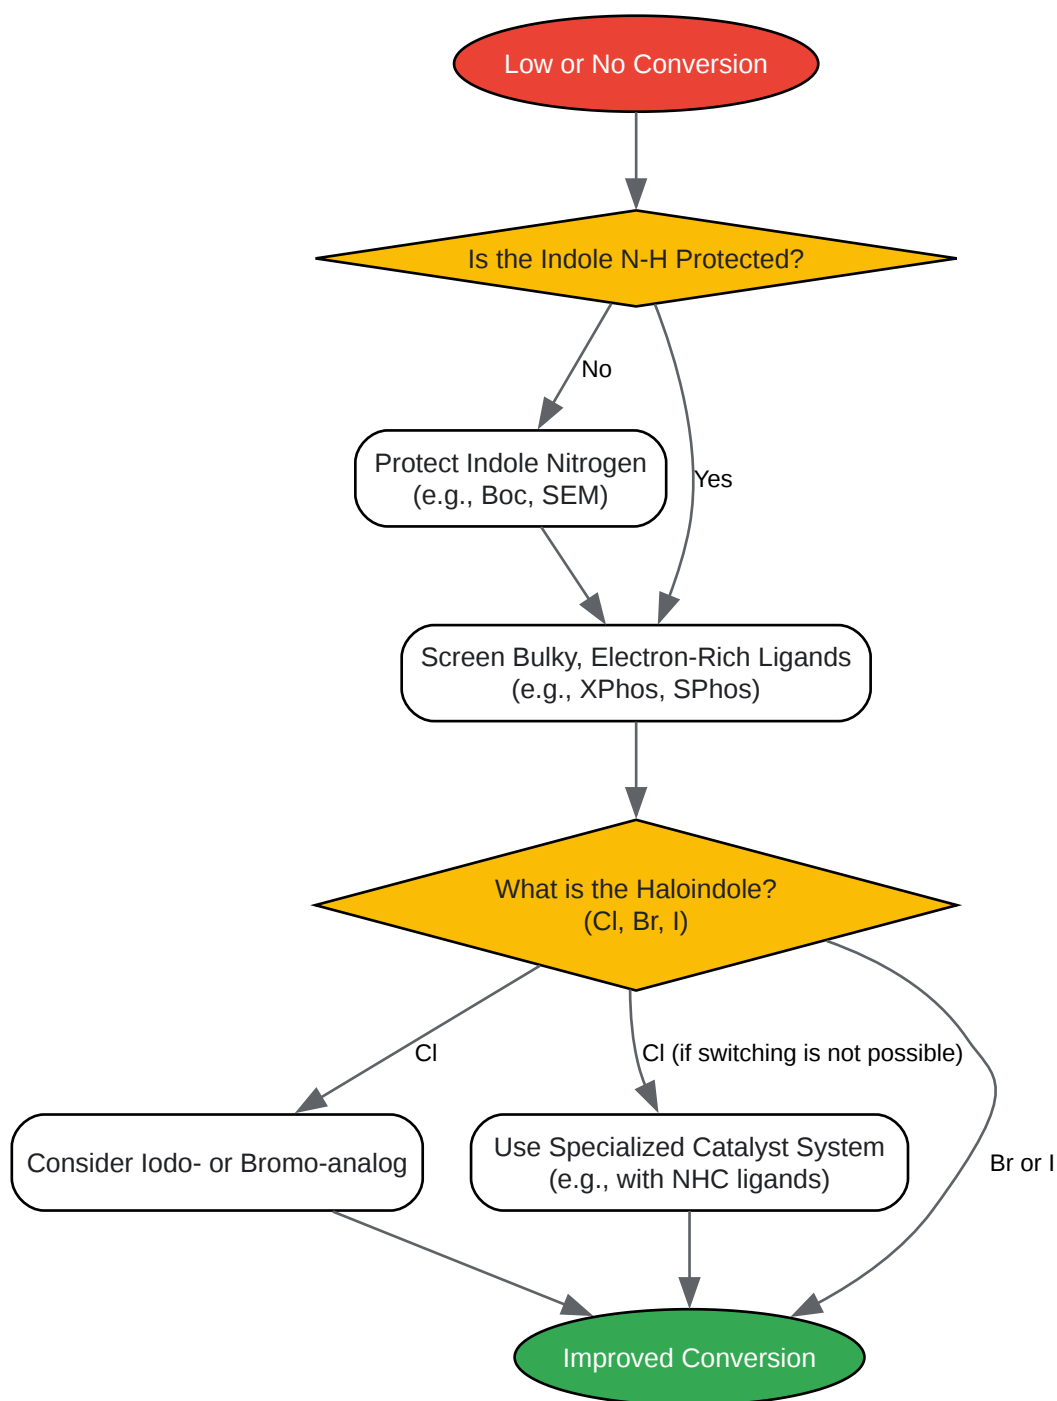 Low or No Conversion
Is the Indole N-H Protected?
No
Protect Indole Nitrogen
(e.g., Boc, SEM)
Yes
Screen Bulky, Electron-Rich Ligands
(e.g., XPhos, SPhos)
What is the Haloindole?
(Cl, Br, I)
Cl
Cl (if switching is not possible)
Consider Iodo- or Bromo-analog
Use Specialized Catalyst System
(e.g., with NHC ligands)
Br or I
Improved Conversion